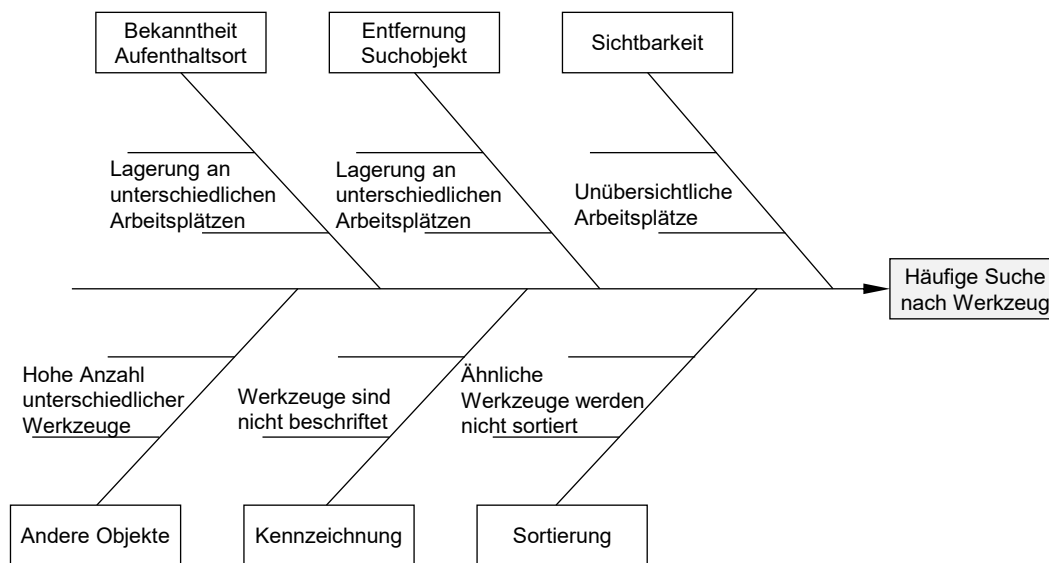 Bekanntheit
Aufenthaltsort
Entfernung
Suchobjekt
Sichtbarkeit
Lagerung an
unterschiedlichen
Arbeitsplätzen
Lagerung an
unterschiedlichen
Arbeitsplätzen
Unübersichtliche
Arbeitsplätze
Häufige Suche
nach Werkzeug
Hohe Anzahl
unterschiedlicher
Werkzeuge
Werkzeuge sind
nicht beschriftet
Ähnliche
Werkzeuge werden
nicht sortiert
Andere Objekte
Kennzeichnung
Sortierung